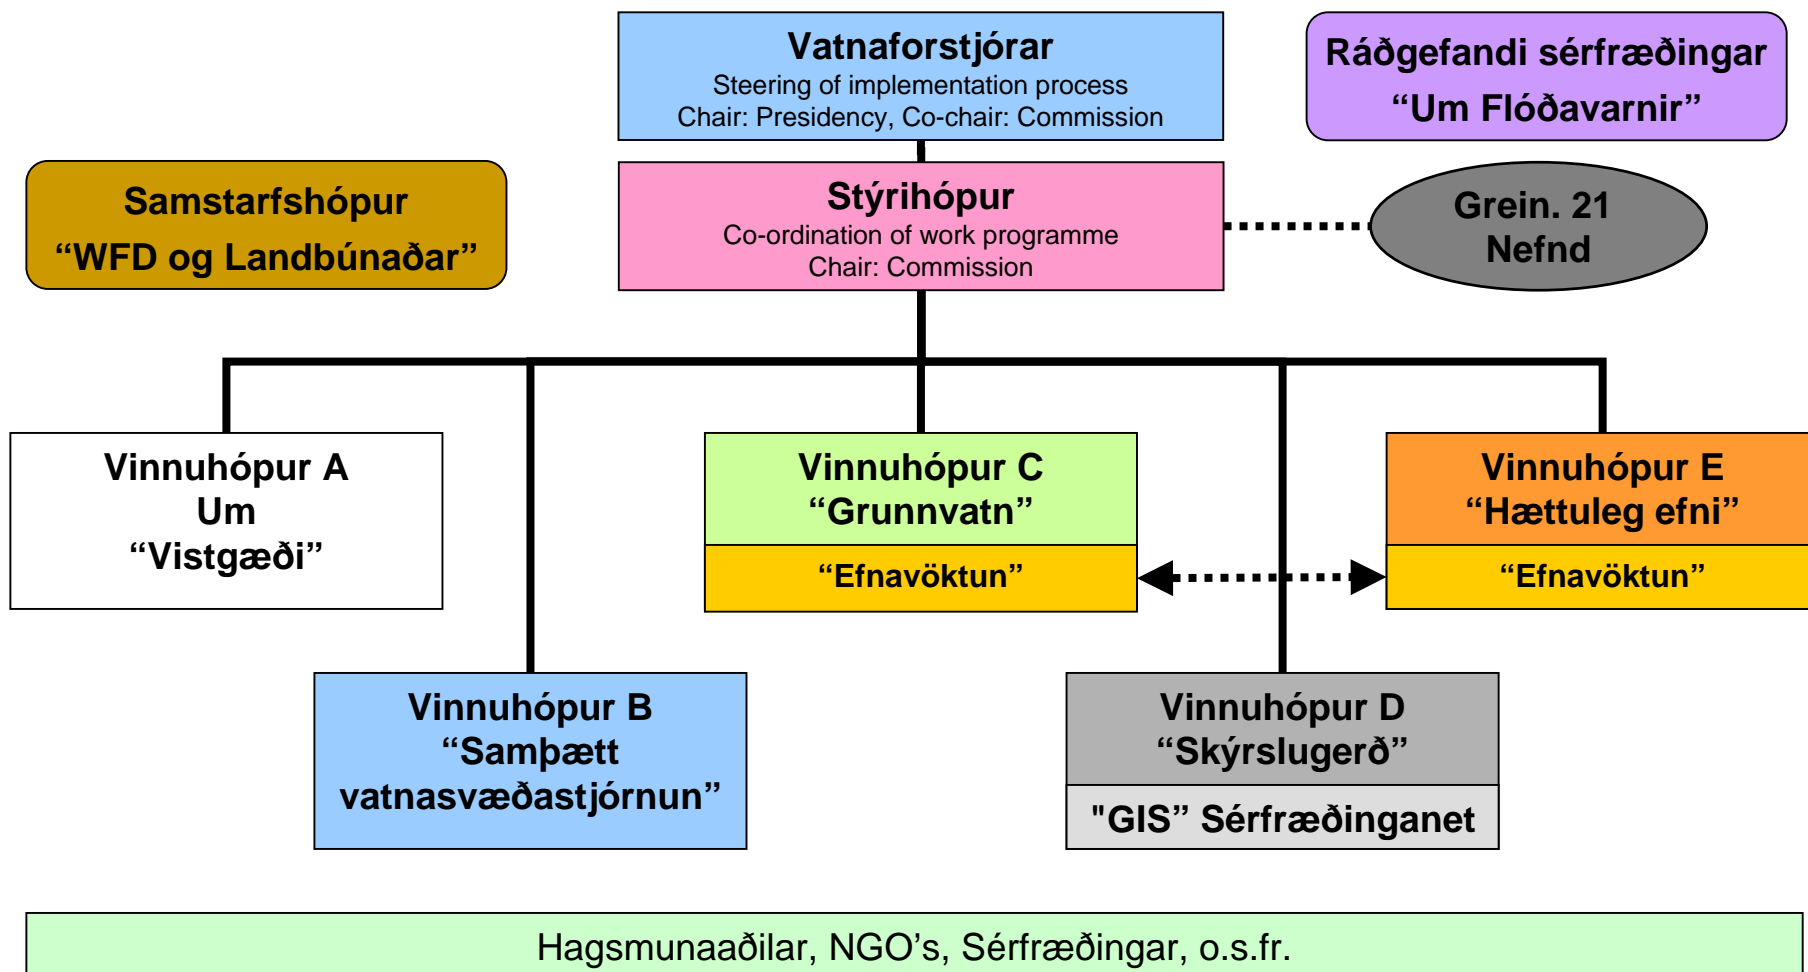 Vatnaforstjórar
Steering of implementation process
Chair: Presidency, Co-chair: Commission
Ráðgefandi sérfræðingar
“Um Flóðavarnir”
Samstarfshópur
“WFD og Landbúnaðar”
Stýrihópur
Co-ordination of work programme
Chair: Commission
Grein. 21
Nefnd
Vinnuhópur A
Um
“Vistgæði”
Vinnuhópur C
“Grunnvatn”
“Efnavöktun”
Vinnuhópur E
“Hættuleg efni”
“Efnavöktun”
Vinnuhópur B
“Samþætt
vatnasvæðastjórnun”
Vinnuhópur D
“Skýrslugerð”
"GIS” Sérfræðinganet
Hagsmunaaðilar, NGO’s, Sérfræðingar, o.s.fr.